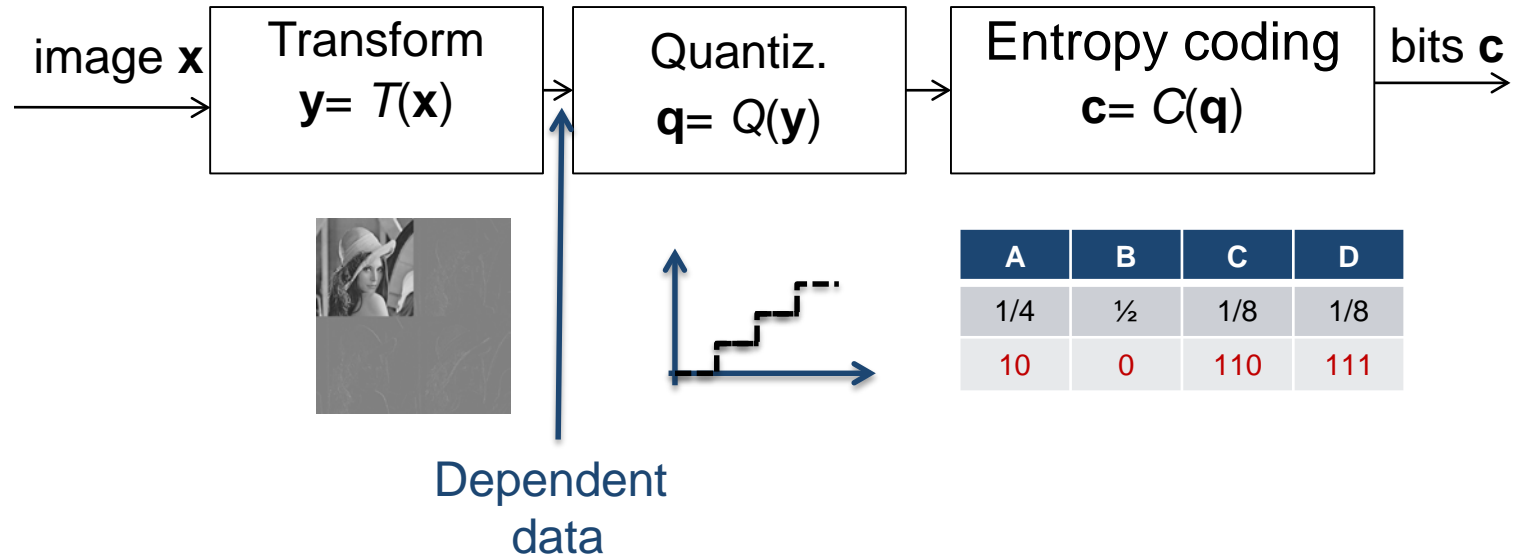 image x
Transform
y= T(x)
Quantiz.
q= Q(y)
Entropy coding
c= C(q)
bits c
A B C D
1/4 ½ 1/8 1/8
10 0 110 111
Dependent
data